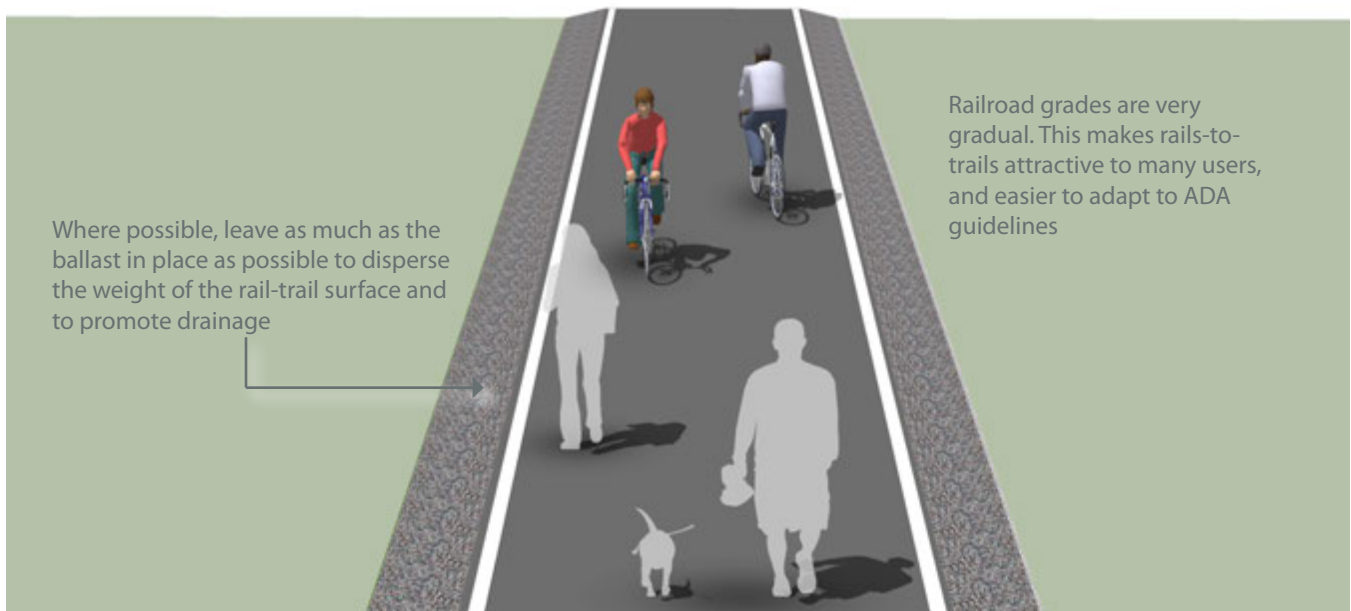 Railroad grades are very
gradual. This makes rails-to-
trails attractive to many users,
and easier to adapt to ADA
guidelines
Where possible, leave as much as the
ballast in place as possible to disperse
the weight of the rail-trail surface and
to promote drainage